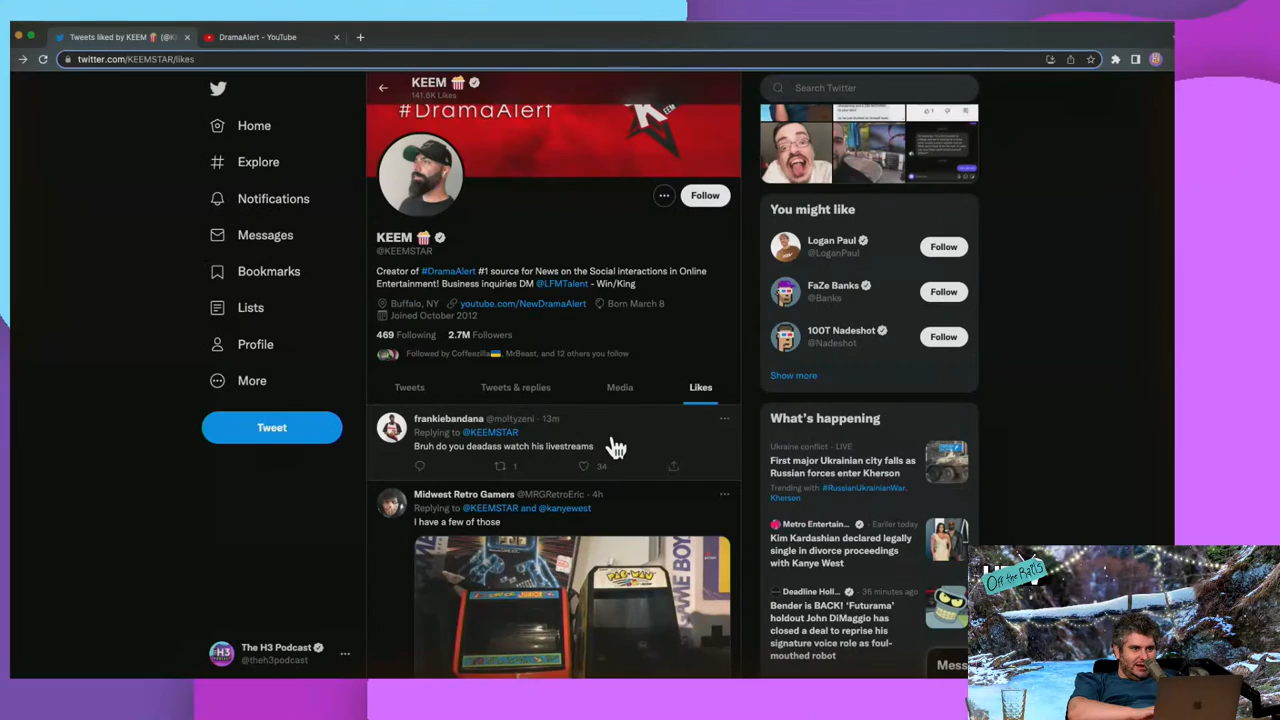 Tweets liked by KEEM 🍿 (@K
DramaAlert - YouTube
twitter.com/KEEMSTAR/likes
KEEM 🍿
141.6K Likes
#DramaAlert
K
KEEM
Follow
KEEM 🍿
@KEEMSTAR
Creator of #DramaAlert #1 source for News on the Social interactions in Online
Entertainment! Business inquiries DM @LFMTalent - Win/King
Buffalo, NY youtube.com/NewDramaAlert Born March 8
Joined October 2012
469 Following 2.7M Followers
Followed by Coffeezilla🇺🇦, MrBeast, and 12 others you follow
Tweets Tweets & replies Media Likes
frankiebandana @moltyzeni · 13m
Replying to @KEEMSTAR
Bruh do you deadass watch his livestreams
1 34
Midwest Retro Gamers @MRGRetroEric · 4h
Replying to @KEEMSTAR and @kanyewest
I have a few of those
JUNIOR
PAC-MAN
GAME BOY
Home
Explore
Notifications
Messages
Bookmarks
Lists
Profile
More
Tweet
The H3 Podcast
@theh3podcast
Search Twitter
You might like
Logan Paul
@LoganPaul
Follow
FaZe Banks
@Banks
Follow
100T Nadeshot
@Nadeshot
Follow
Show more
What's happening
Ukraine conflict · LIVE
First major Ukrainian city falls as
Russian forces enter Kherson
Trending with #RussianUkrainianWar,
Kherson
Metro Entertain... · Earlier today
Kim Kardashian declared legally
single in divorce proceedings
with Kanye West
Deadline Holl... · 36 minutes ago
Bender is BACK! 'Futurama'
holdout John DiMaggio has
closed a deal to reprise his
signature voice role as foul-
mouthed robot
Mess
Off the Rails